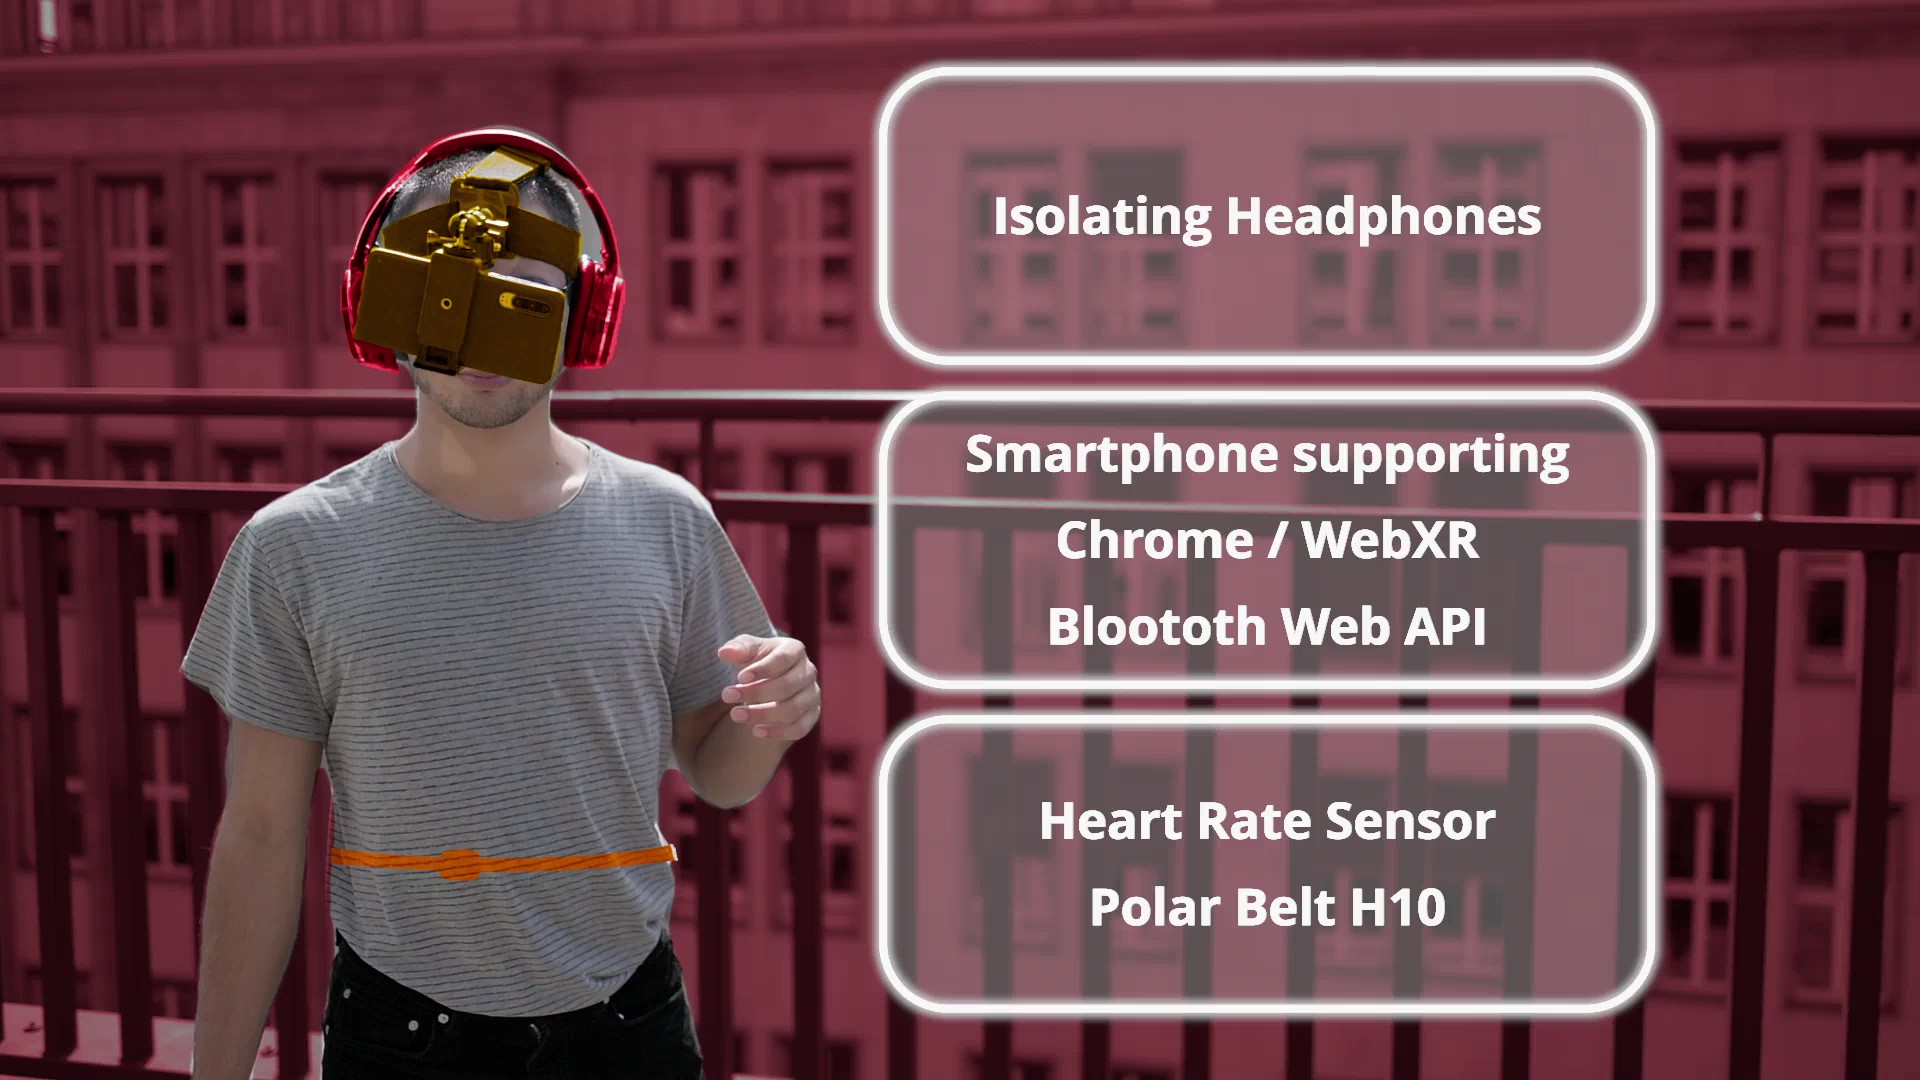 Isolating Headphones
Smartphone supporting
Chrome / WebXR
Bloototh Web API
Heart Rate Sensor
Polar Belt H10